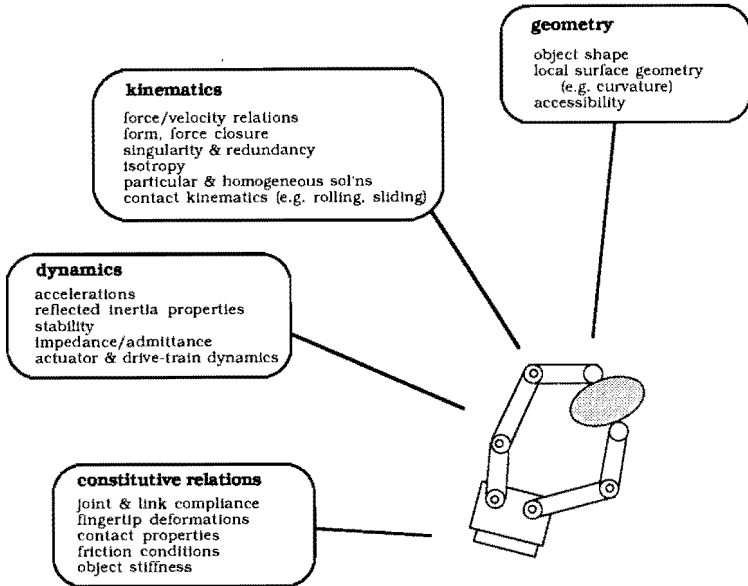 geometry
object shape
local surface geometry
(e.g. curvature)
accessibility
kinematics
force/velocity relations
form, force closure
singularity & redundancy
isotropy
particular & homogeneous sol'ns
contact kinematics (e.g. rolling, sliding)
dynamics
accelerations
reflected inertia properties
stability
impedance/admittance
actuator & drive-train dynamics
constitutive relations
joint & link compliance
fingertip deformations
contact properties
friction conditions
object stiffness